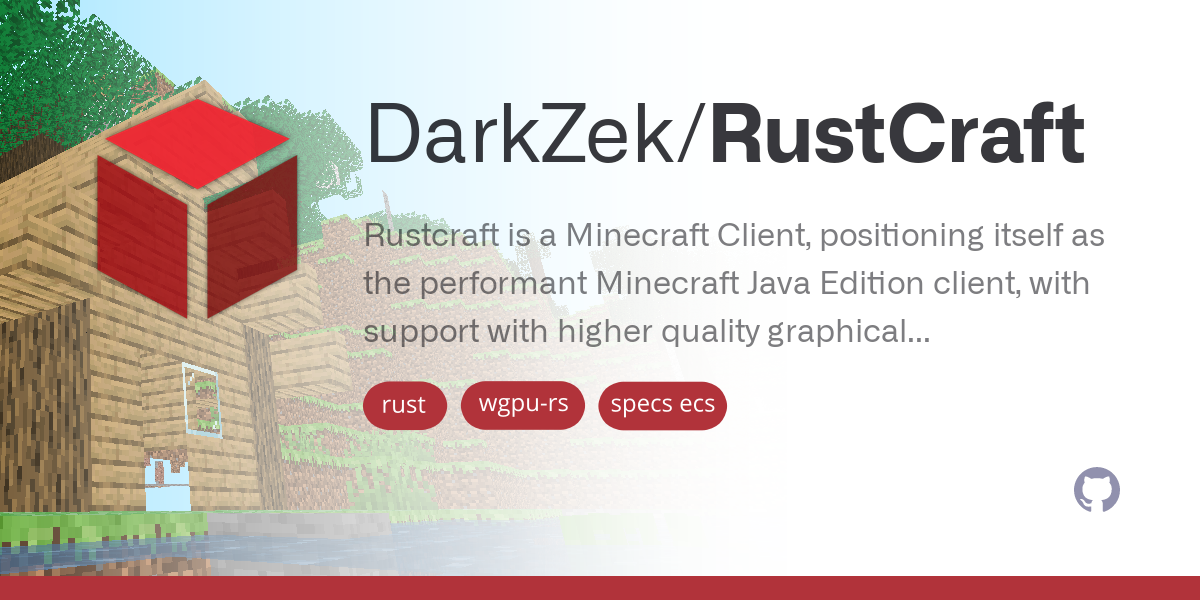 DarkZek/RustCraft
Rustcraft is a Minecraft Client, positioning itself as
the performant Minecraft Java Edition client, with
support with higher quality graphical...
rust wgpu-rs specs ecs